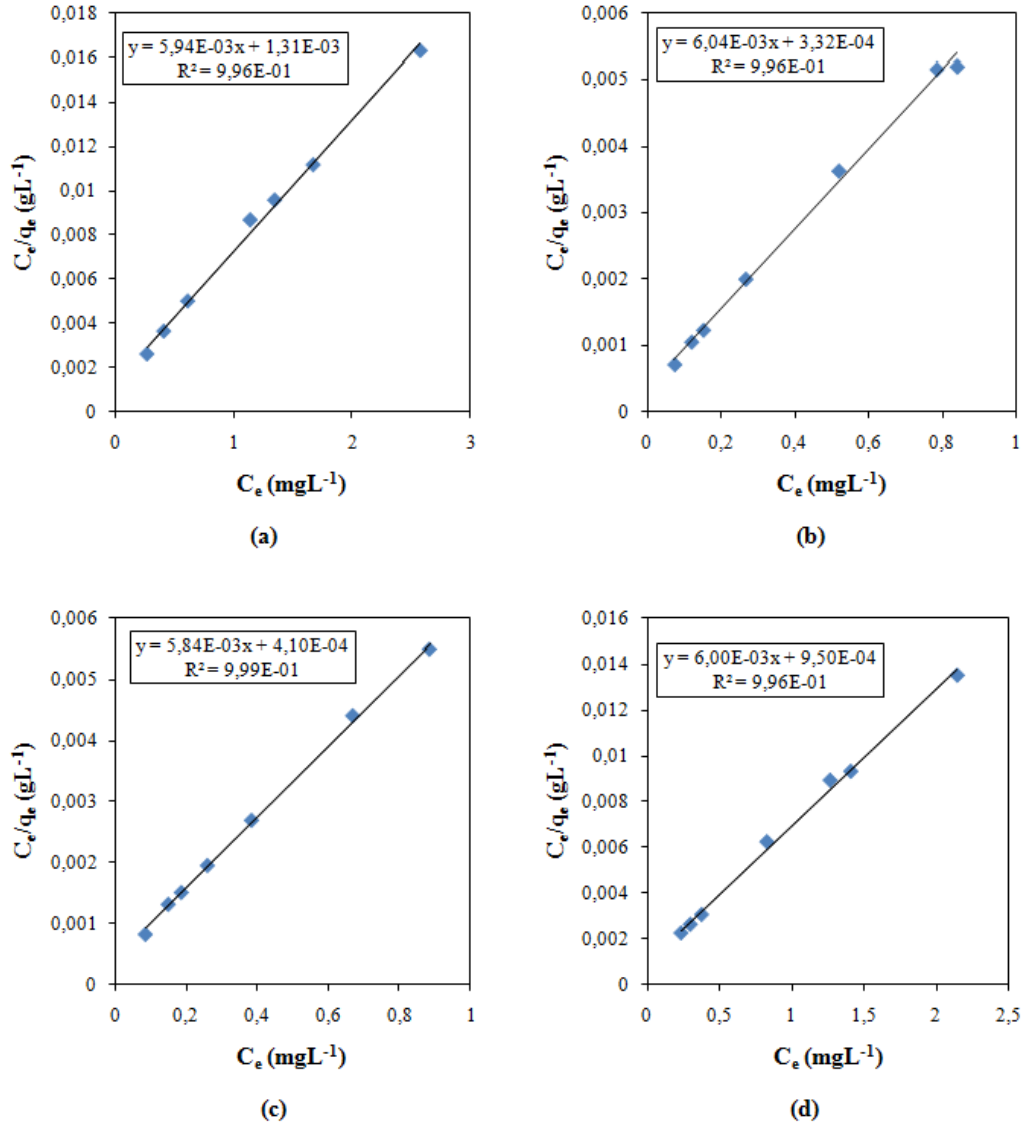 0,018
0,016
0,014
0,012
0,01
0,008
0,006
0,004
0,002
0
y = 5,94E-03x + 1,31E-03
R² = 9,96E-01
Cₑ/qₑ (gL⁻¹)
0 1 2 3
Cₑ (mgL⁻¹)
(a)
0,006
0,005
0,004
0,003
0,002
0,001
0
y = 6,04E-03x + 3,32E-04
R² = 9,96E-01
Cₑ/qₑ (gL⁻¹)
0 0,2 0,4 0,6 0,8 1
Cₑ (mgL⁻¹)
(b)
0,006
0,005
0,004
0,003
0,002
0,001
0
y = 5,84E-03x + 4,10E-04
R² = 9,99E-01
Cₑ/qₑ (gL⁻¹)
0 0,2 0,4 0,6 0,8 1
Cₑ (mgL⁻¹)
(c)
0,016
0,014
0,012
0,01
0,008
0,006
0,004
0,002
0
y = 6,00E-03x + 9,50E-04
R² = 9,96E-01
Cₑ/qₑ (gL⁻¹)
0 0,5 1 1,5 2 2,5
Cₑ (mgL⁻¹)
(d)